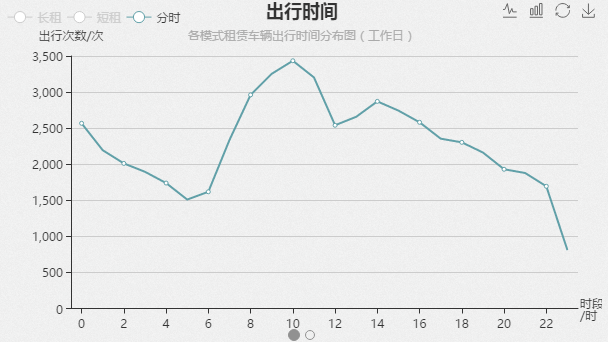 出行时间
长租 短租 分时
出行次数/次
各模式租赁车辆出行时间分布图（工作日）
3,500
3,000
2,500
2,000
1,500
1,000
500
0
0 2 4 6 8 10 12 14 16 18 20 22
时段
/时